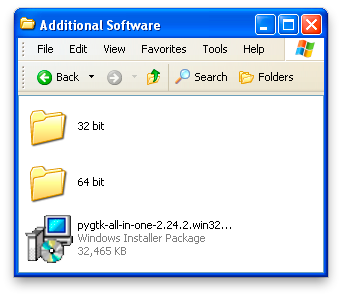 Additional Software
File Edit View Favorites Tools Help
Back Search Folders
32 bit
64 bit
pygtk-all-in-one-2.24.2.win32...
Windows Installer Package
32,465 KB